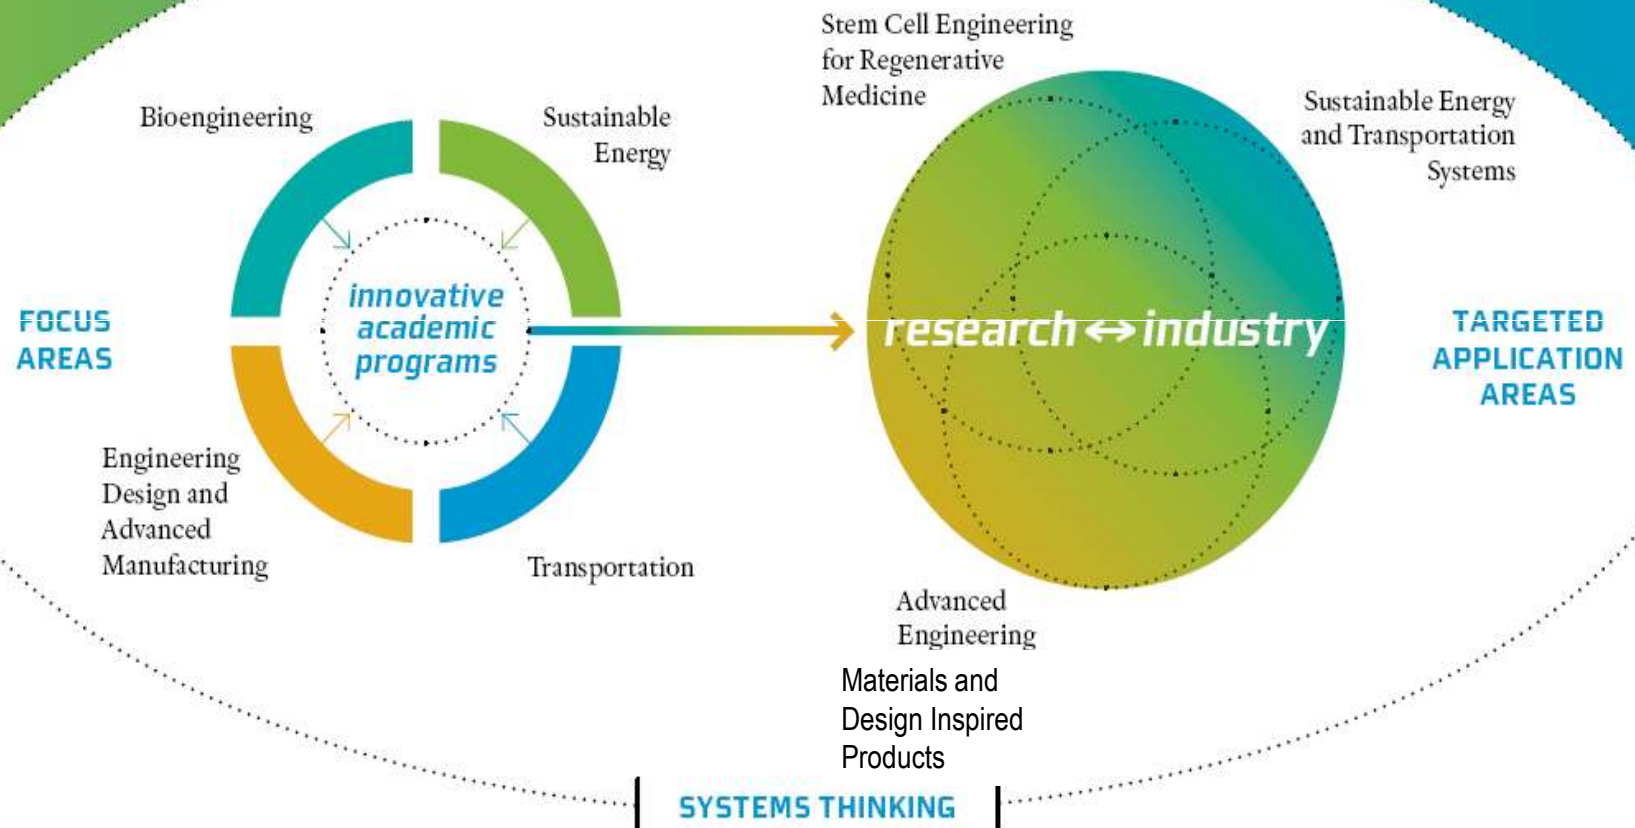 Stem Cell Engineering
for Regenerative
Medicine
Bioengineering
Sustainable
Energy
Sustainable Energy
and Transportation
Systems
FOCUS
AREAS
innovative
academic
programs
research ↔ industry
TARGETED
APPLICATION
AREAS
Engineering
Design and
Advanced
Manufacturing
Transportation
Advanced
Engineering
Materials and
Design Inspired
Products
SYSTEMS THINKING